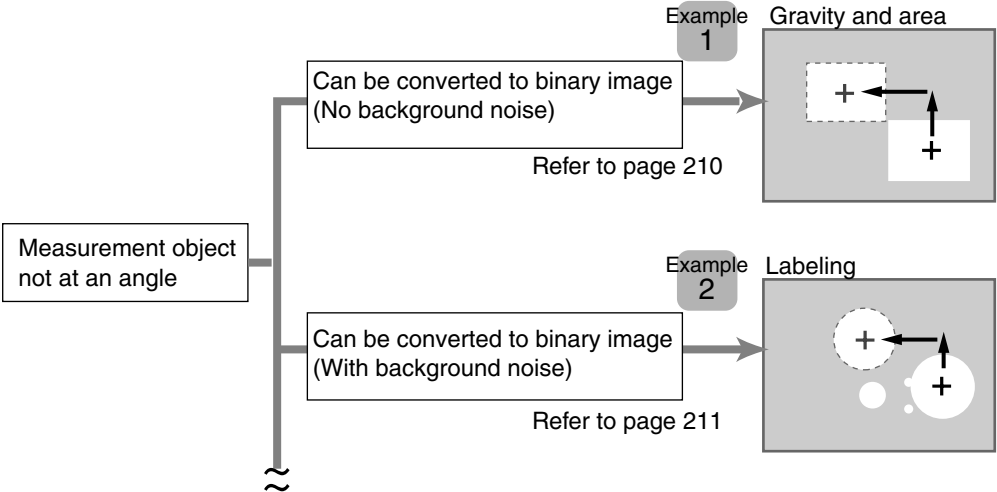 Example
1
Gravity and area
Can be converted to binary image
(No background noise)
Refer to page 210
Measurement object
not at an angle
Example
2
Labeling
Can be converted to binary image
(With background noise)
Refer to page 211